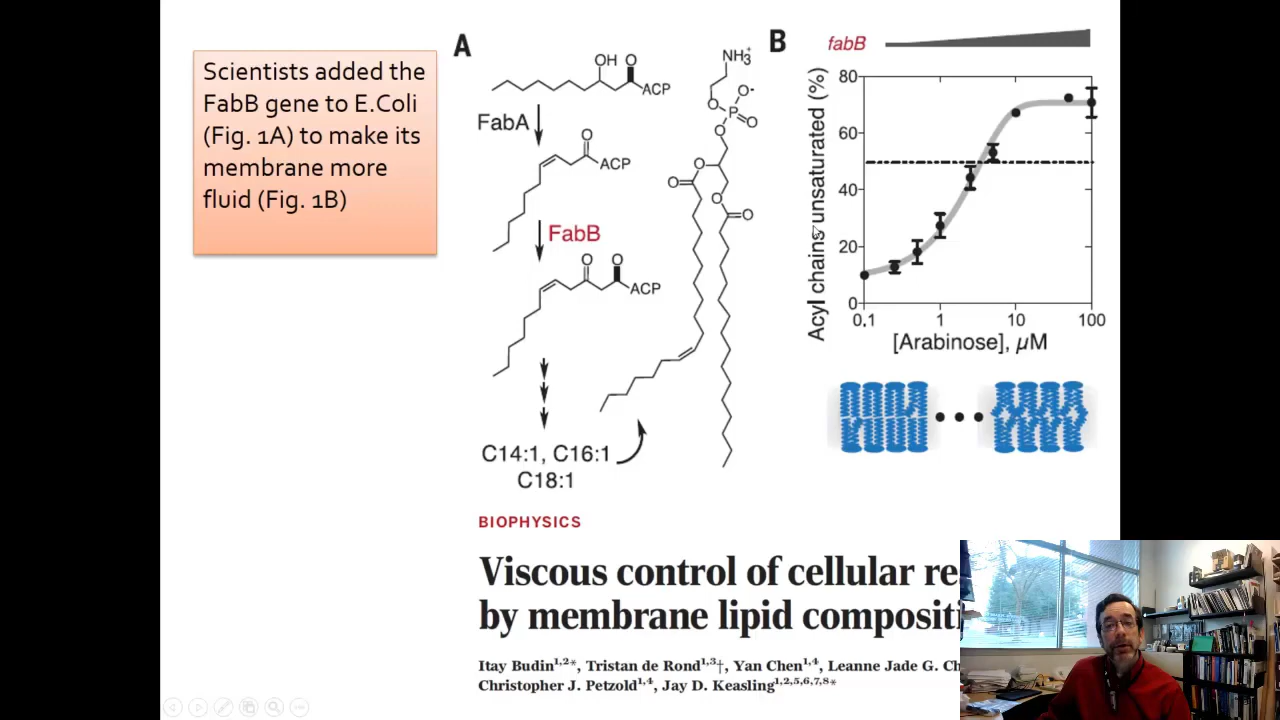 Scientists added the
FabB gene to E.Coli
(Fig. 1A) to make its
membrane more
fluid (Fig. 1B)
A
OH
O
ACP
FabA
O
ACP
FabB
O
O
ACP
C14:1, C16:1
C18:1
NH₃⁺
O-
O
P
O
O
O
O
O
O
B
fabB
Acyl chains unsaturated (%)
80
60
40
20
0
0.1
1
10
100
[Arabinose], µM
BIOPHYSICS
Viscous control of cellular re
by membrane lipid compositi
Itay Budin1,2*, Tristan de Rond1,3†, Yan Chen1,4, Leanne Jade G. Ch
Christopher J. Petzold1,4, Jay D. Keasling1,2,5,6,7,8*